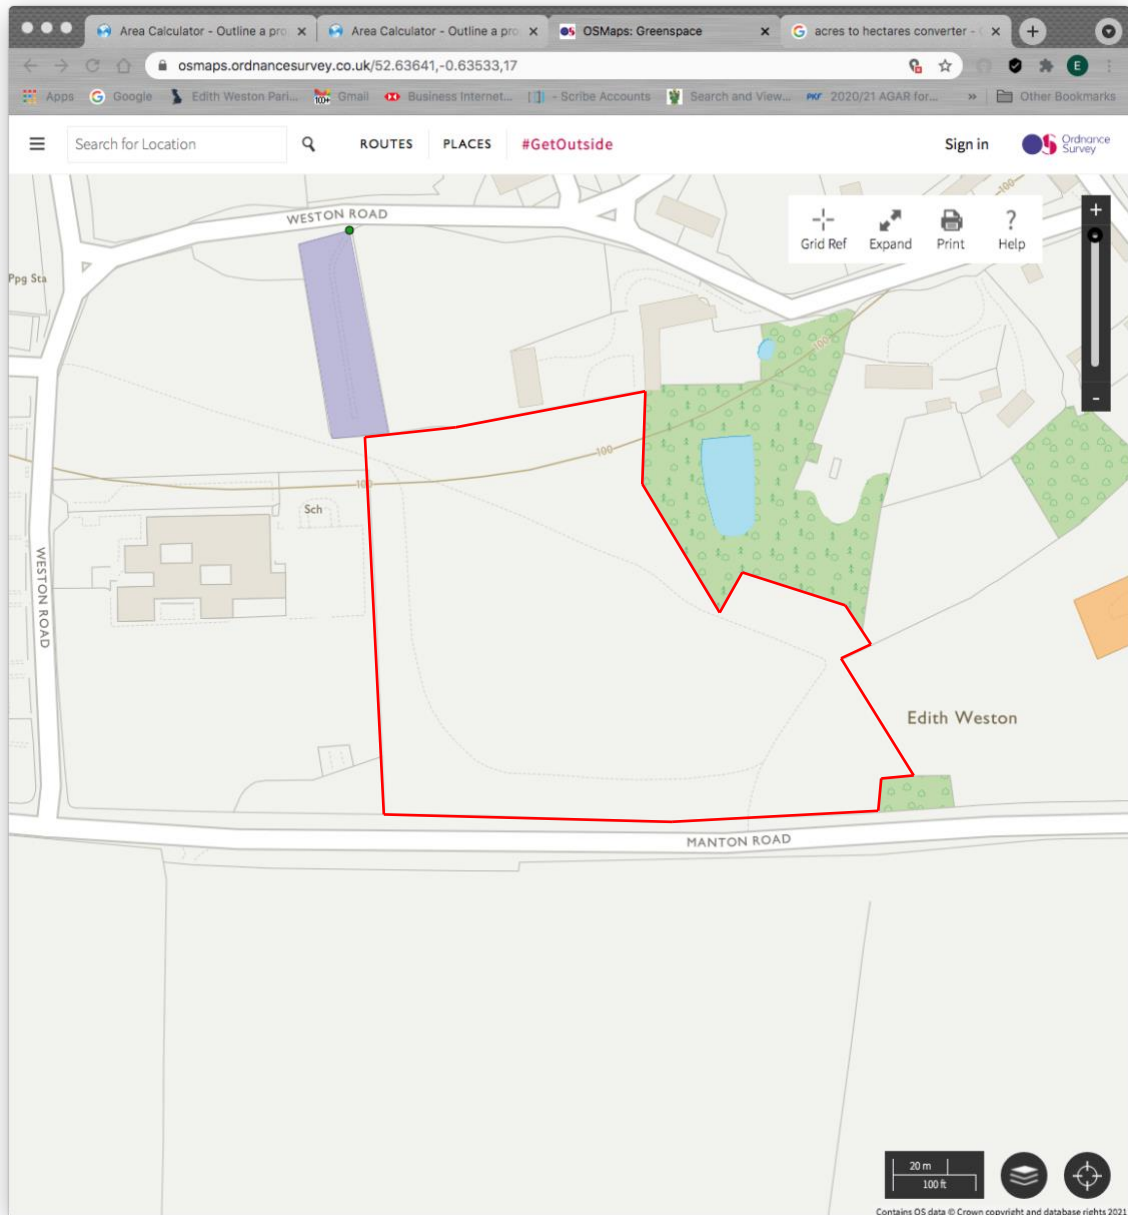 Area Calculator - Outline a pro
Area Calculator - Outline a pro
OSMaps: Greenspace
acres to hectares converter -
osmaps.ordnancesurvey.co.uk/52.63641,-0.63533,17
E
Apps
Google
Edith Weston Pari...
Gmail
Business Internet...
- Scribe Accounts
Search and View...
PKF
2020/21 AGAR for...
»
Other Bookmarks
Search for Location
ROUTES
PLACES
#GetOutside
Sign in
Ordnance
Survey
WESTON ROAD
100
Grid Ref
Expand
Print
?
Help
+
-
Ppg Sta
100
100
100
Sch
WESTON ROAD
Edith Weston
MANTON ROAD
20 m
100 ft
Contains OS data © Crown copyright and database rights 2021